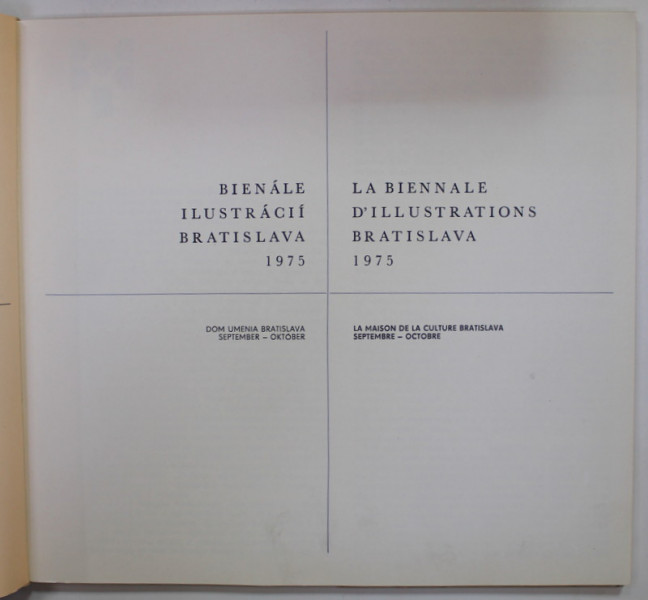 BIENÁLE
ILUSTRÁCIÍ
BRATISLAVA
1975
LA BIENNALE
D'ILLUSTRATIONS
BRATISLAVA
1975
DOM UMENIA BRATISLAVA
SEPTEMBER – OKTÓBER
LA MAISON DE LA CULTURE BRATISLAVA
SEPTEMBRE – OCTOBRE